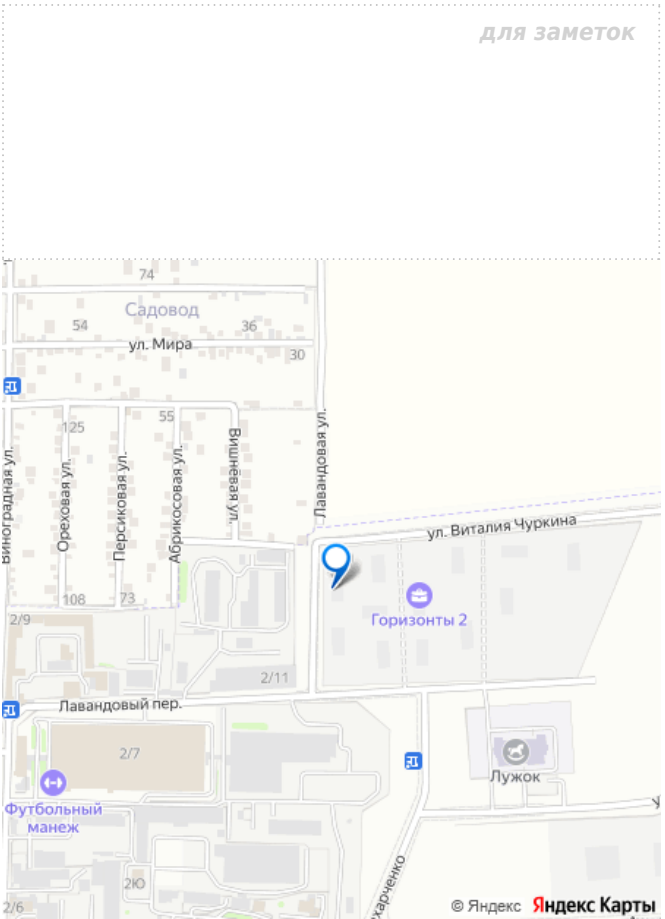 для заметок
74
Садовод
54
36
ул. Мира
30
55
125
Виноградная ул.
Ореховая ул.
Персиковая ул.
Абрикосовая ул.
Вишнёвая ул.
Лавандовая ул.
ул. Виталия Чуркина
108
73
2/9
Горизонты 2
2/11
Лавандовый пер.
2/7
Лужок
Футбольный
манеж
2Ю
2/6
© Яндекс Яндекс Карты